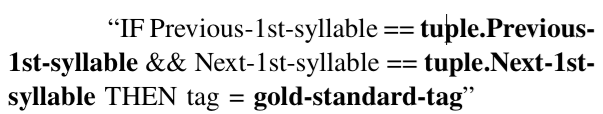 “IF Previous-1st-syllable == tuple.Previous-
1st-syllable && Next-1st-syllable == tuple.Next-1st-
syllable THEN tag = gold-standard-tag”